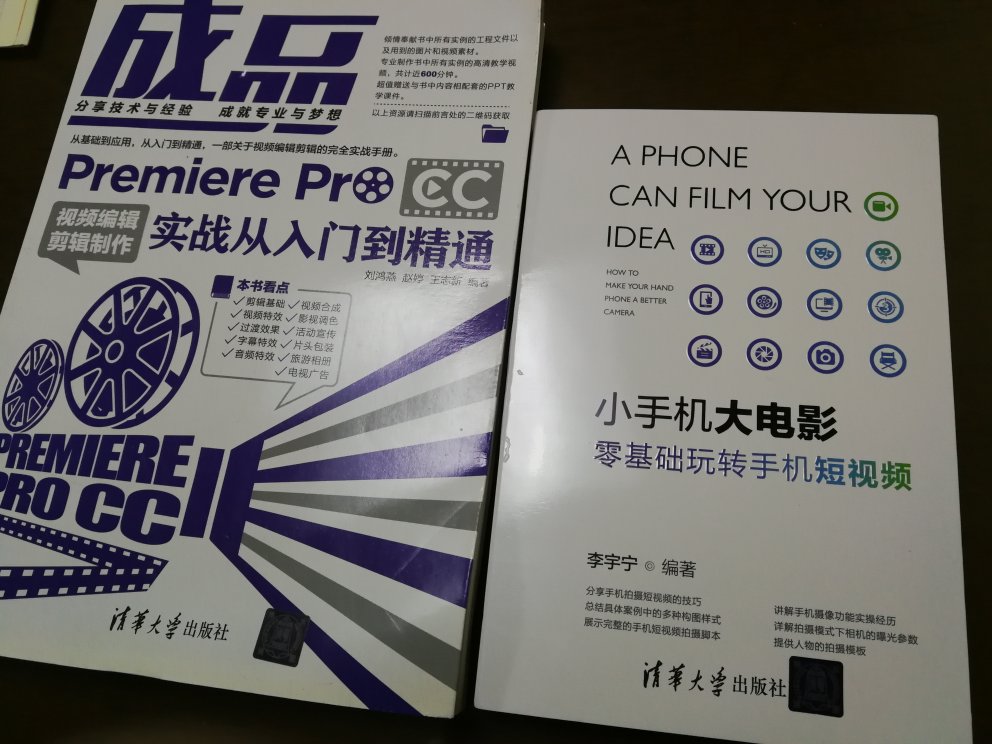 成品
分享技术与经验 成就专业与梦想
倾情奉献书中所有实例的工程文件以
及用到的图片和视频素材。
专业制作书中所有实例的高清教学视
频，共计近600分钟。
超值赠送与书中内容相配套的PPT教
学课件。
以上资源请扫描前言处的二维码获取
从基础到应用，从入门到精通，一部关于视频编辑剪辑的完全实战手册。
Premiere Pro CC
视频编辑
剪辑制作
实战从入门到精通
刘鸿燕 赵婷 王志新 编著
本书看点
✓剪辑基础 ✓视频合成
✓视频特效 ✓影视调色
✓过渡效果 ✓活动宣传
✓字幕特效 ✓片头包装
✓音频特效 ✓旅游相册
✓电视广告
PREMIERE
PRO CC
清华大学出版社
A PHONE
CAN FILM YOUR
IDEA
HOW TO
MAKE YOUR HAND
PHONE A BETTER
CAMERA
小手机大电影
零基础玩转手机短视频
李宇宁 ◎ 编著
分享手机拍摄短视频的技巧
总结具体案例中的多种构图样式
展示完整的手机短视频拍摄脚本
讲解手机摄像功能实操经历
详解拍摄模式下相机的曝光参数
提供人物的拍摄模板
清华大学出版社